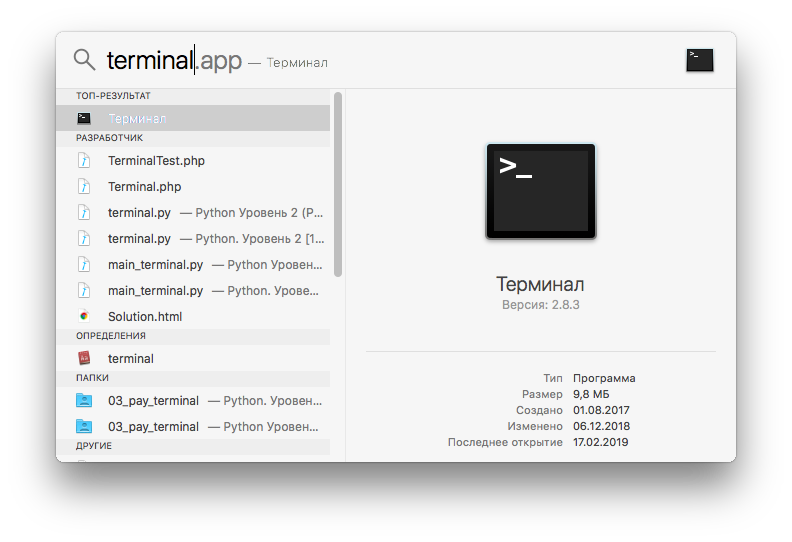 terminal.app — Терминал
ТОП-РЕЗУЛЬТАТ
Терминал
РАЗРАБОТЧИК
TerminalTest.php
Terminal.php
terminal.py — Python Уровень 2 (P...
terminal.py — Python. Уровень 2 [1...
main_terminal.py — Python Уровен...
main_terminal.py — Python. Урове...
Solution.html
ОПРЕДЕЛЕНИЯ
terminal
ПАПКИ
03_pay_terminal — Python. Уровен...
03_pay_terminal — Python Уровен...
ДРУГИЕ
>_
Терминал
Версия: 2.8.3
Тип Программа
Размер 9,8 МБ
Создано 01.08.2017
Изменено 06.12.2018
Последнее открытие 17.02.2019